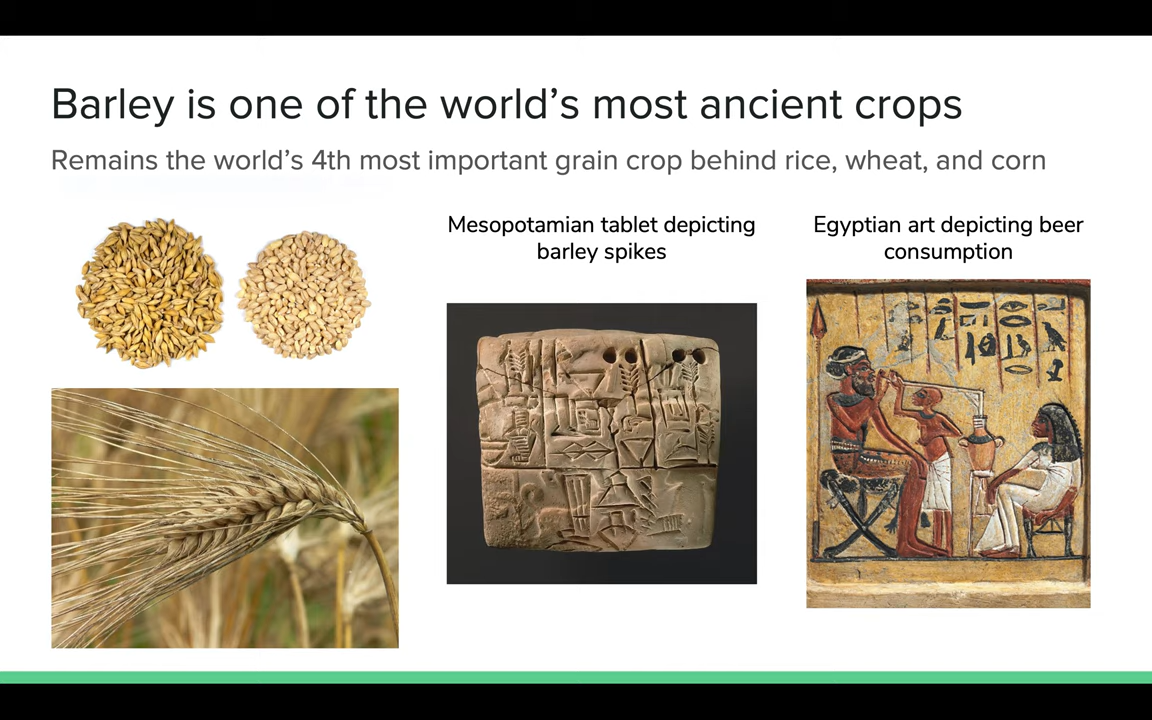 Barley is one of the world's most ancient crops
Remains the world's 4th most important grain crop behind rice, wheat, and corn
Mesopotamian tablet depicting
barley spikes
Egyptian art depicting beer
consumption